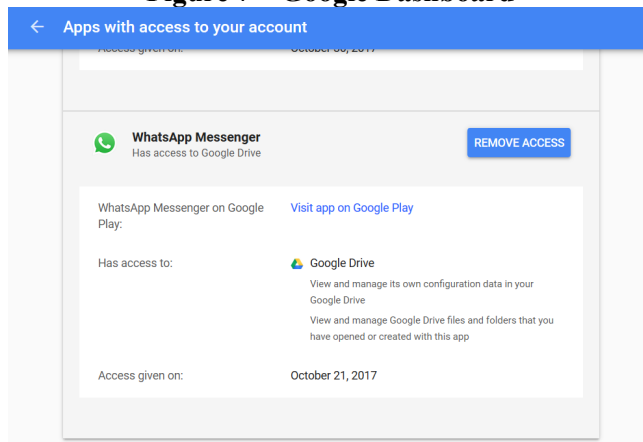 ← Apps with access to your account
WhatsApp Messenger
Has access to Google Drive
REMOVE ACCESS
WhatsApp Messenger on Google
Play:
Visit app on Google Play
Has access to:
Google Drive
View and manage its own configuration data in your
Google Drive
View and manage Google Drive files and folders that you
have opened or created with this app
Access given on:
October 21, 2017